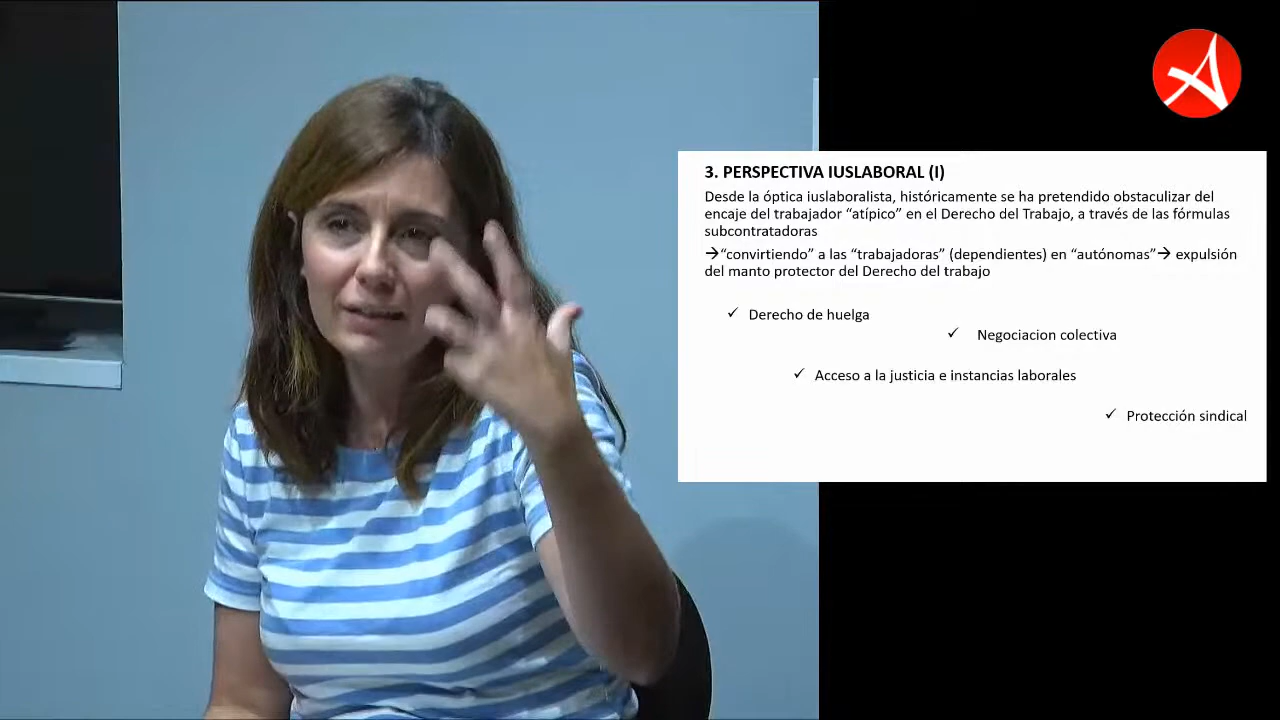 3. PERSPECTIVA IUSLABORAL (I)
Desde la óptica iuslaboralista, históricamente se ha pretendido obstaculizar del
encaje del trabajador “atípico” en el Derecho del Trabajo, a través de las fórmulas
subcontratadoras
→“convirtiendo” a las “trabajadoras” (dependientes) en “autónomas”→ expulsión
del manto protector del Derecho del trabajo
✓ Derecho de huelga
✓ Negociacion colectiva
✓ Acceso a la justicia e instancias laborales
✓ Protección sindical